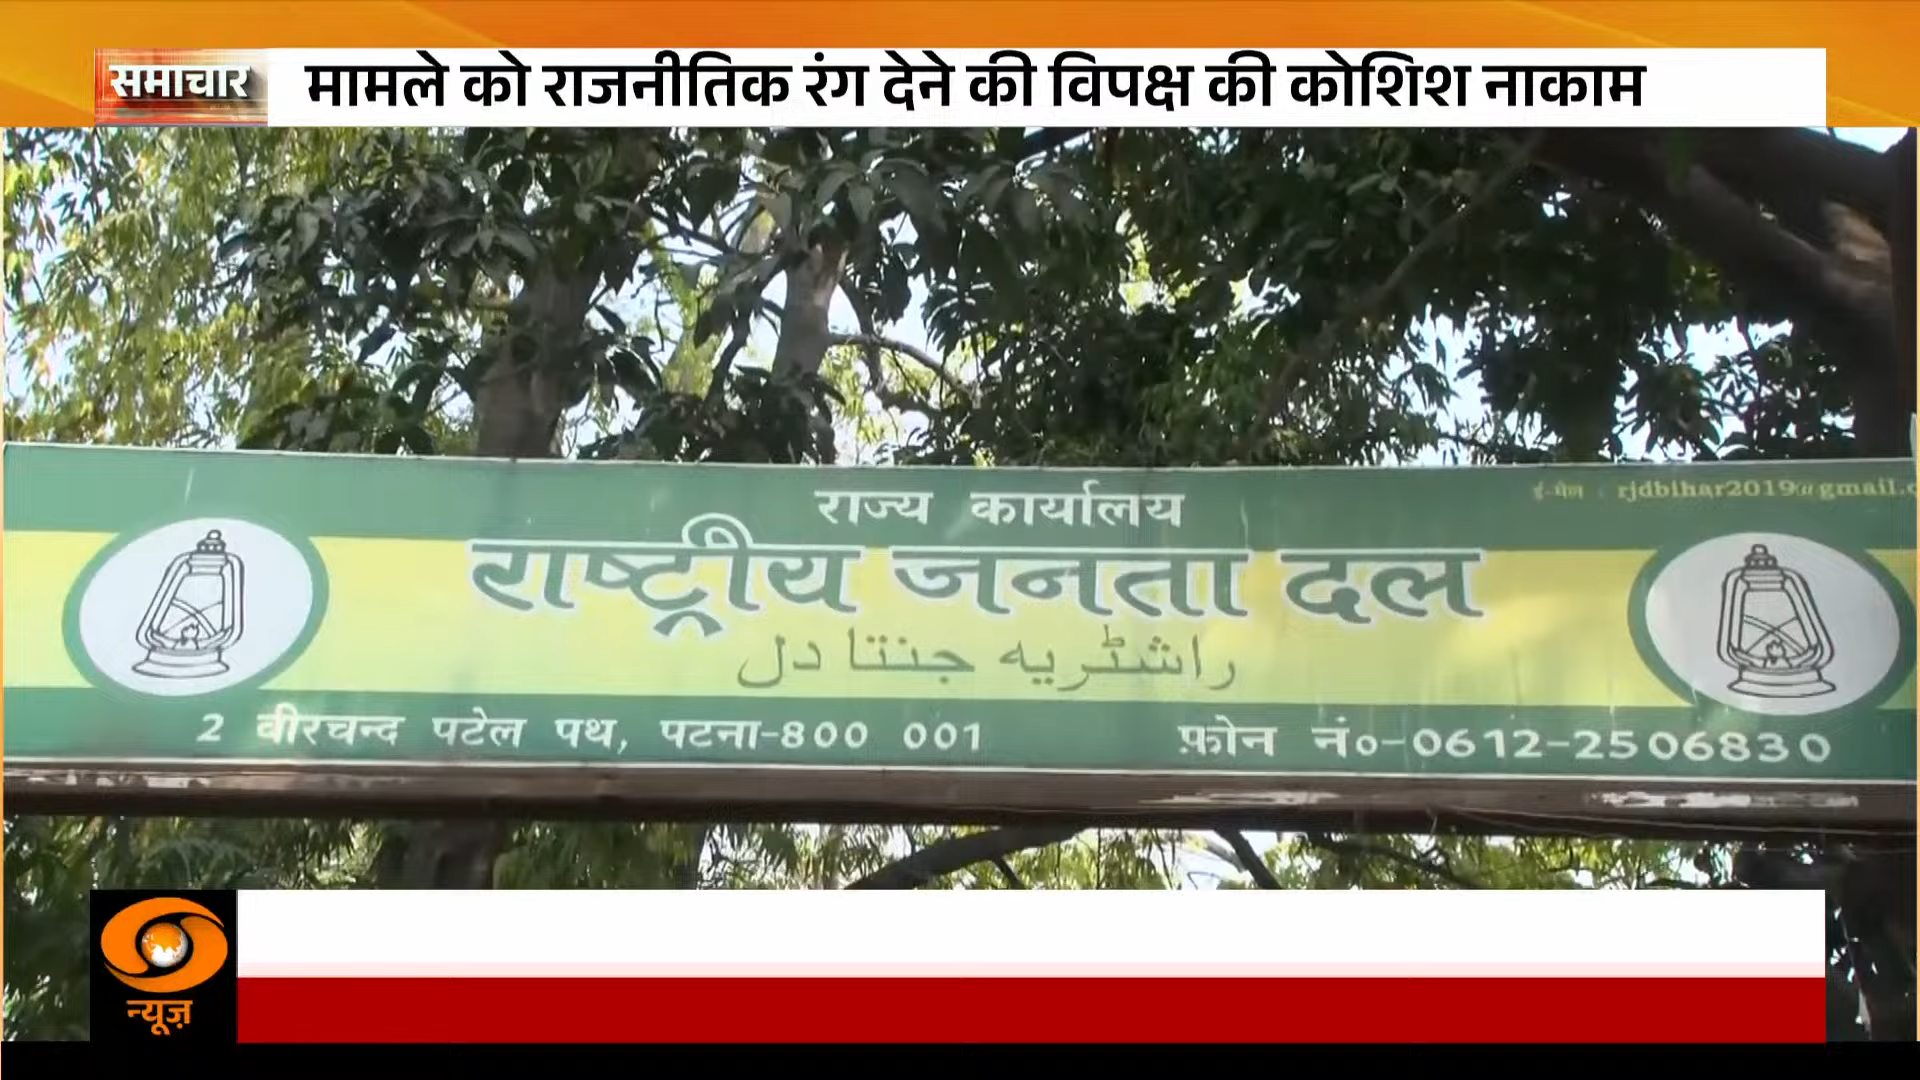 समाचार
मामले को राजनीतिक रंग देने की विपक्ष की कोशिश नाकाम
राज्य कार्यालय
ई-मेल : rjdbihar2019@gmail.c
राष्ट्रीय जनता दल
راشٹریہ جنتا دل
2 वीरचन्द पटेल पथ, पटना-800 001
फ़ोन नं०-0612-2506830
न्यूज़